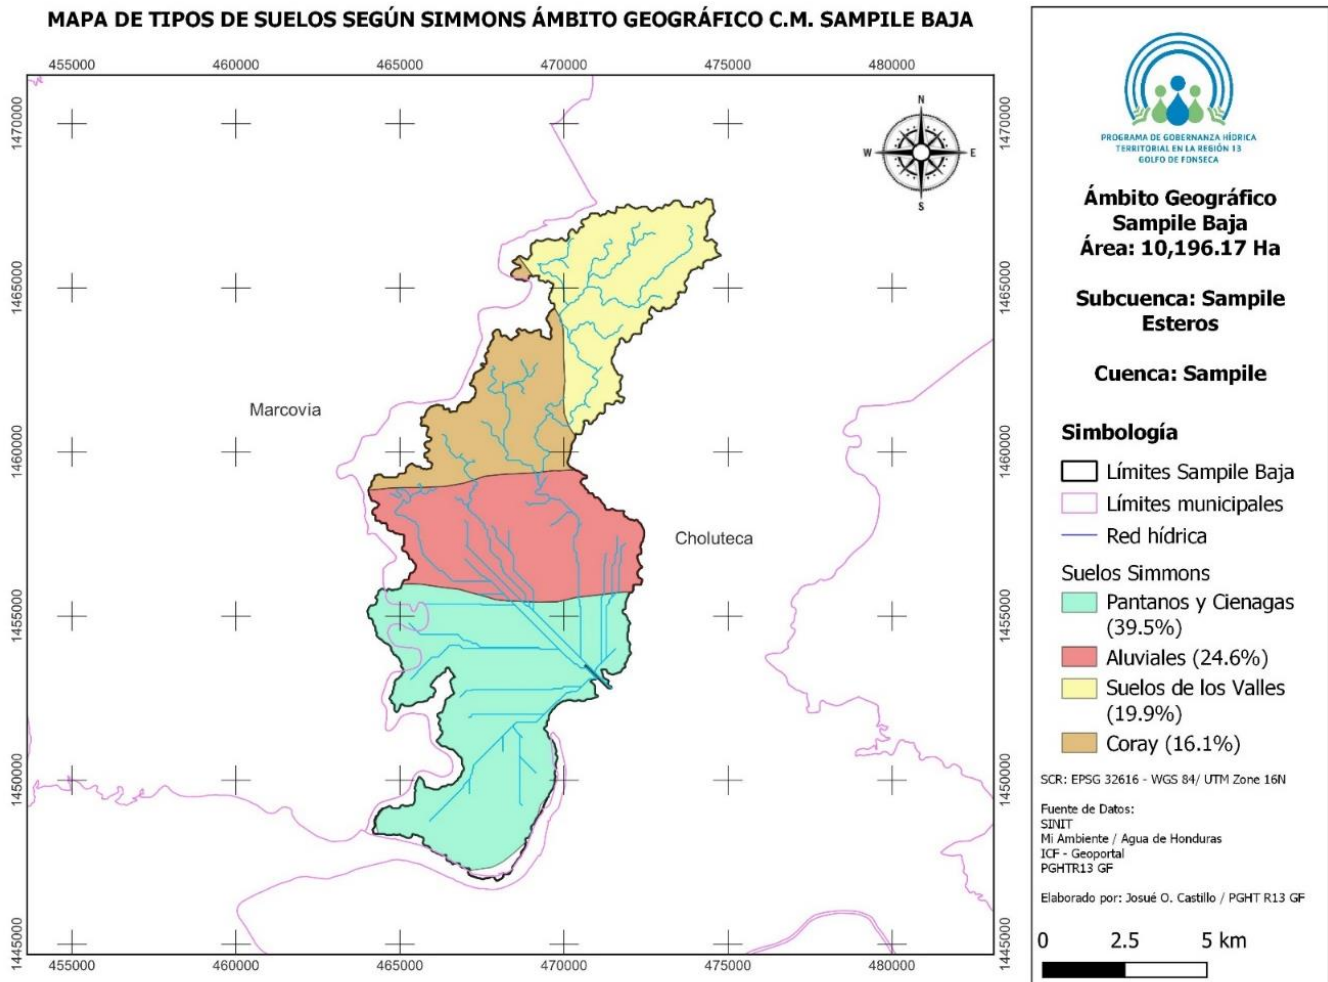 MAPA DE TIPOS DE SUELOS SEGÚN SIMMONS ÁMBITO GEOGRÁFICO C.M. SAMPILE BAJA
455000 460000 465000 470000 475000 480000
1470000 1465000 1460000 1455000 1450000 1445000
N
W E
S
Marcovia
Choluteca
1470000 1465000 1460000 1455000 1450000 1445000
455000 460000 465000 470000 475000 480000
PROGRAMA DE GOBERNANZA HÍDRICA
TERRITORIAL EN LA REGIÓN 13
GOLFO DE FONSECA
Ámbito Geográfico
Sampile Baja
Área: 10,196.17 Ha
Subcuenca: Sampile
Esteros
Cuenca: Sampile
Simbología
Límites Sampile Baja
Límites municipales
Red hídrica
Suelos Simmons
Pantanos y Cienagas
(39.5%)
Aluviales (24.6%)
Suelos de los Valles
(19.9%)
Coray (16.1%)
SCR: EPSG 32616 - WGS 84/ UTM Zone 16N
Fuente de Datos:
SINIT
Mi Ambiente / Agua de Honduras
ICF - Geoportal
PGHTR13 GF
Elaborado por: Josué O. Castillo / PGHT R13 GF
0 2.5 5 km